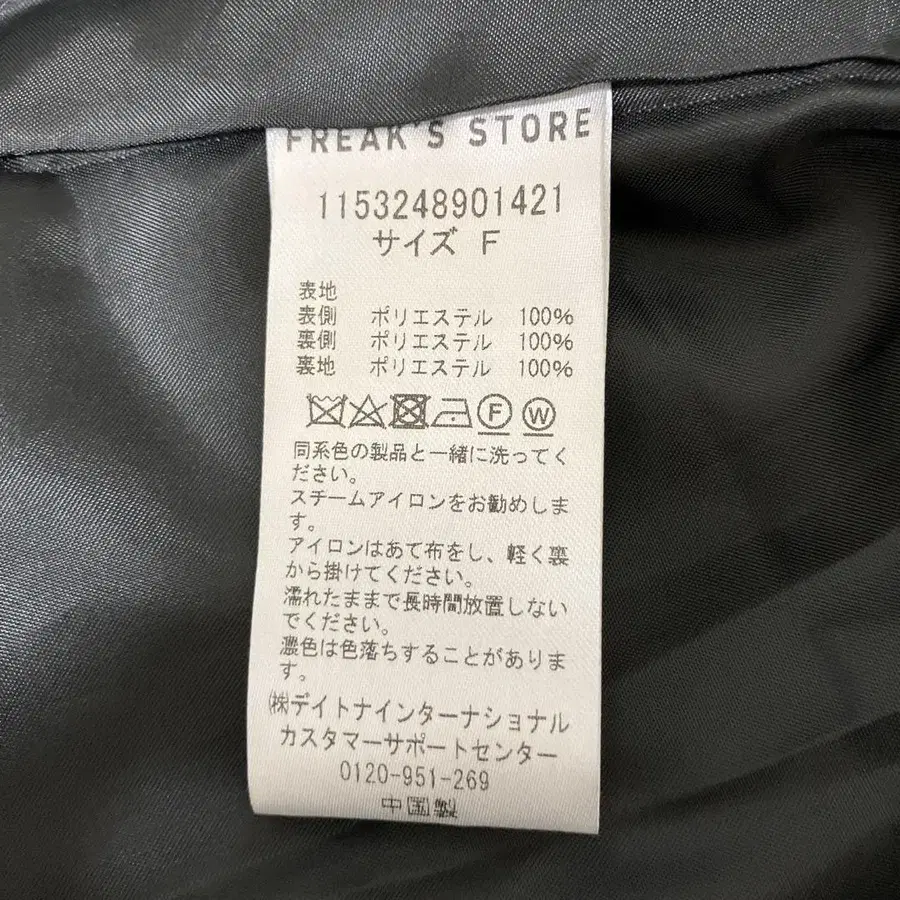 FREAK'S STORE
1153248901421
サイズ F
表地
表側 ポリエステル 100%
裏側 ポリエステル 100%
裏地 ポリエステル 100%
F W
同系色の製品と一緒に洗ってく
ださい。
スチームアイロンをお勧めしま
す。
アイロンはあて布をし、軽く裏
から掛けてください。
濡れたままで長時間放置しない
でください。
濃色は色落ちすることがありま
す。
㈱デイトナインターナショナル
カスタマーサポートセンター
0120-951-269
中国製